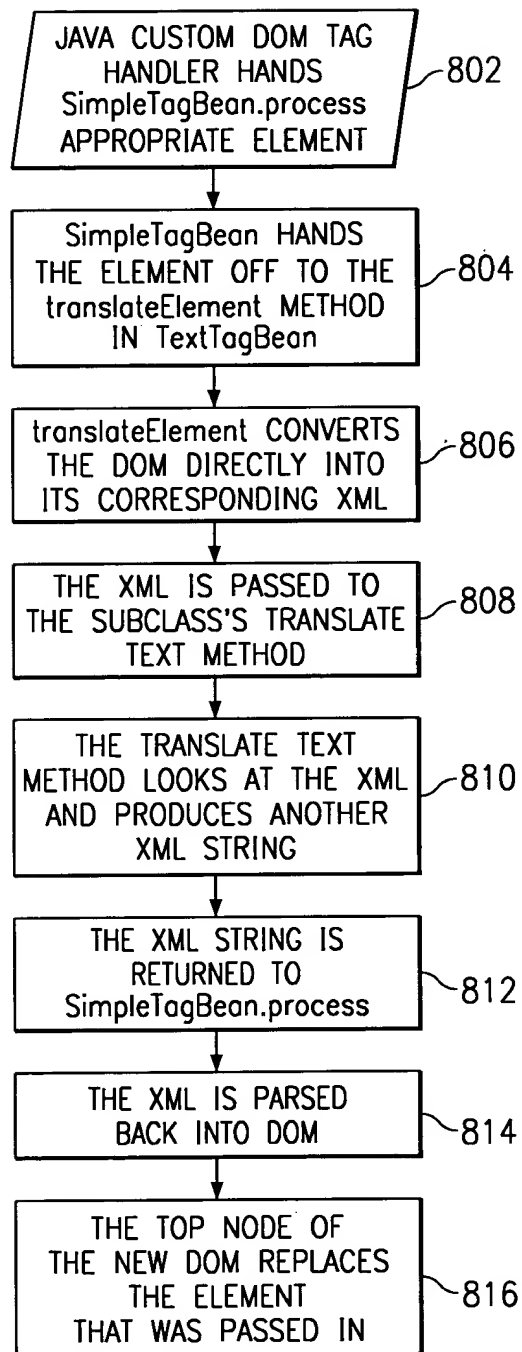 JAVA CUSTOM DOM TAG
HANDLER HANDS
SimpleTagBean.process
APPROPRIATE ELEMENT
802
SimpleTagBean HANDS
THE ELEMENT OFF TO THE
translateElement METHOD
IN TextTagBean
804
translateElement CONVERTS
THE DOM DIRECTLY INTO
ITS CORRESPONDING XML
806
THE XML IS PASSED TO
THE SUBCLASS'S TRANSLATE
TEXT METHOD
808
THE TRANSLATE TEXT
METHOD LOOKS AT THE XML
AND PRODUCES ANOTHER
XML STRING
810
THE XML STRING IS
RETURNED TO
SimpleTagBean.process
812
THE XML IS PARSED
BACK INTO DOM
814
THE TOP NODE OF
THE NEW DOM REPLACES
THE ELEMENT
THAT WAS PASSED IN
816